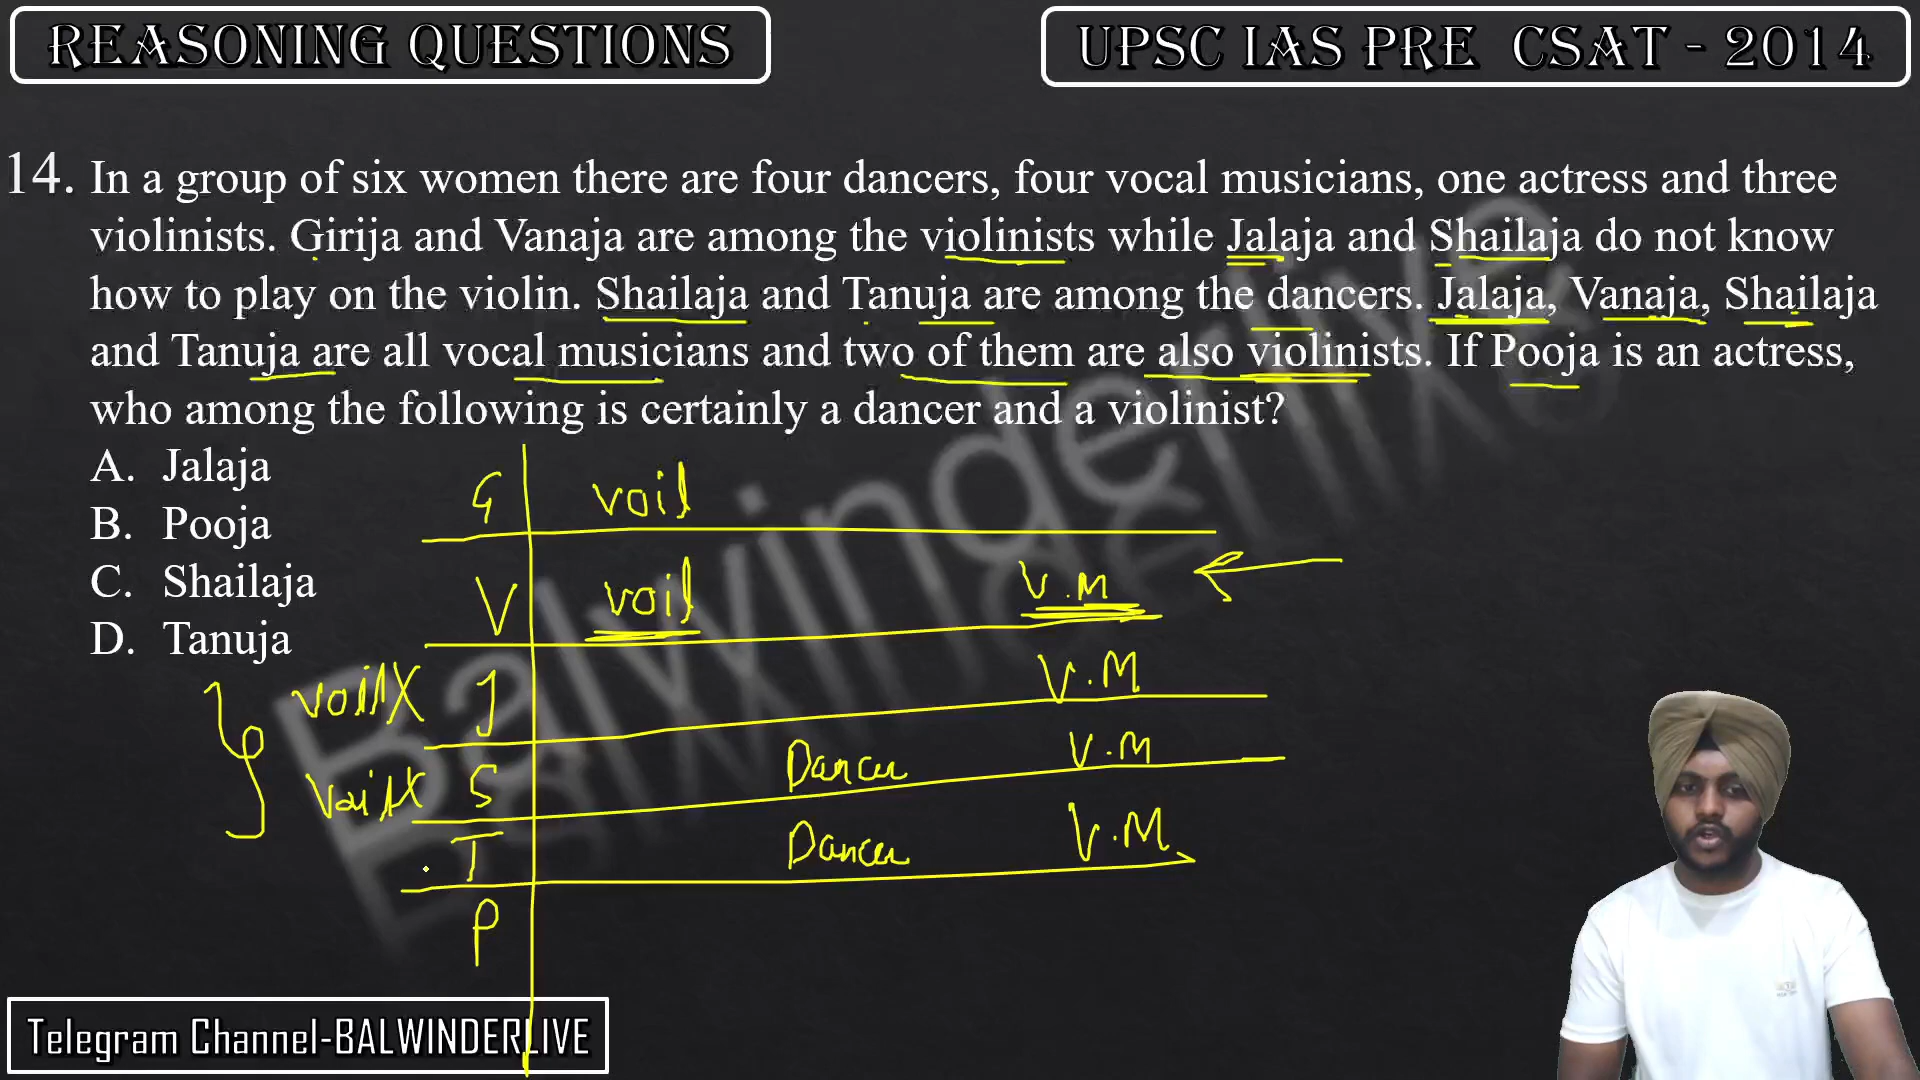 REASONING QUESTIONS
UPSC IAS PRE CSAT - 2014
14. In a group of six women there are four dancers, four vocal musicians, one actress and three
violinists. Girija and Vanaja are among the violinists while Jalaja and Shailaja do not know
how to play on the violin. Shailaja and Tanuja are among the dancers. Jalaja, Vanaja, Shailaja
and Tanuja are all vocal musicians and two of them are also violinists. If Pooja is an actress,
who among the following is certainly a dancer and a violinist?
A. Jalaja
B. Pooja
C. Shailaja
D. Tanuja
G voil
V voil V.M
voilX J V.M
voilX S Dancer V.M
T Dancer V.M
P
Balwinderlive
Telegram Channel-BALWINDERLIVE